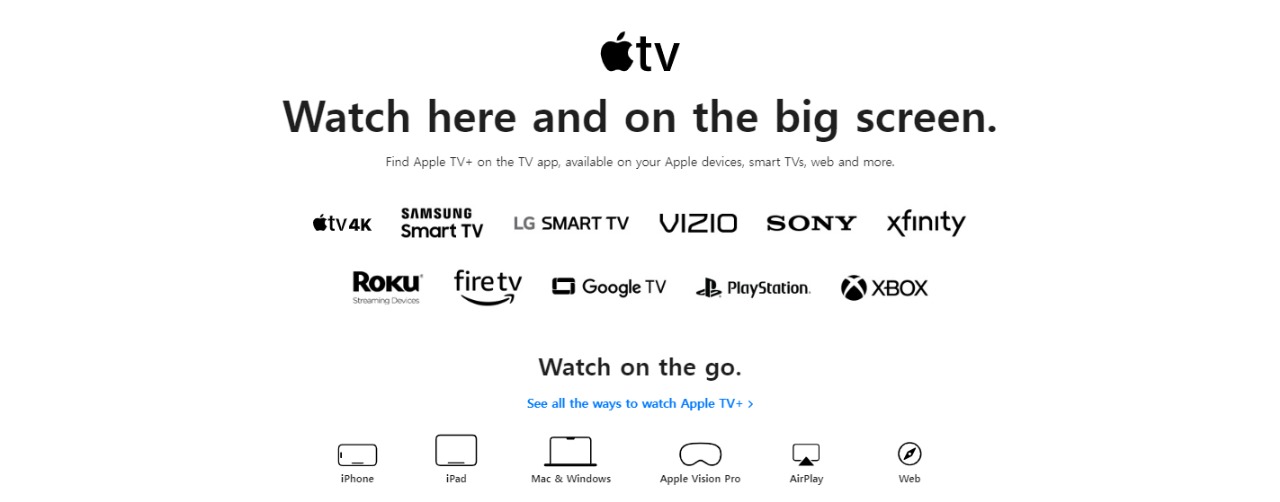 tv
Watch here and on the big screen.
Find Apple TV+ on the TV app, available on your Apple devices, smart TVs, web and more.
tv 4K
SAMSUNG
Smart TV
LG SMART TV
VIZIO
SONY
xfinity
ROKU
Streaming Devices
fire tv
Google TV
PlayStation.
XBOX
Watch on the go.
See all the ways to watch Apple TV+ >
iPhone
iPad
Mac & Windows
Apple Vision Pro
AirPlay
Web